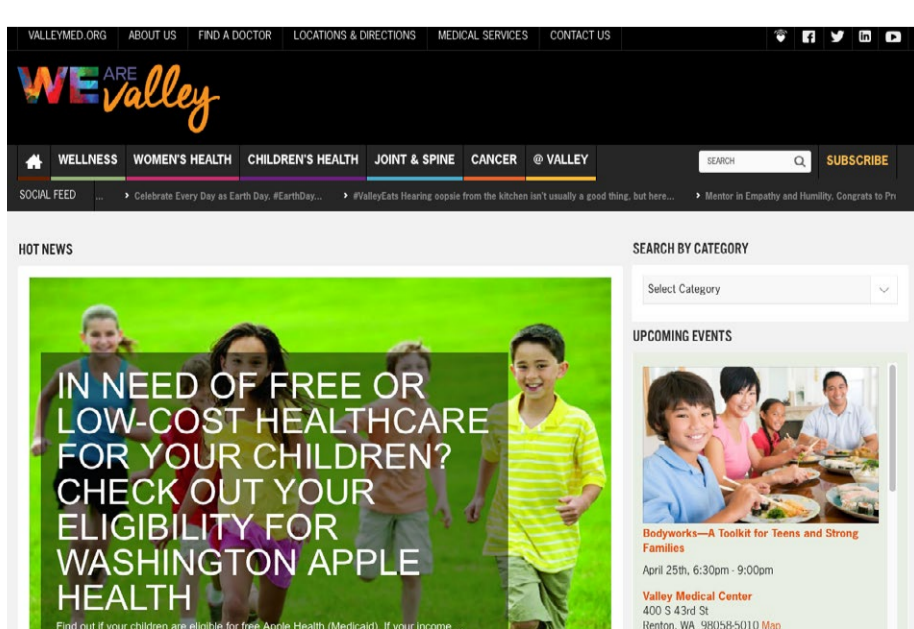 VALLEYMED.ORG ABOUT US FIND A DOCTOR LOCATIONS & DIRECTIONS MEDICAL SERVICES CONTACT US
WE ARE valley
WELLNESS WOMEN'S HEALTH CHILDREN'S HEALTH JOINT & SPINE CANCER @ VALLEY SEARCH SUBSCRIBE
SOCIAL FEED ... Celebrate Every Day as Earth Day. #EarthDay... #ValleyEats Hearing oopsie from the kitchen isn't usually a good thing, but here... Mentor in Empathy and Humility, Congrats to Pr
HOT NEWS
IN NEED OF FREE OR
LOW-COST HEALTHCARE
FOR YOUR CHILDREN?
CHECK OUT YOUR
ELIGIBILITY FOR
WASHINGTON APPLE
HEALTH
Find out if your children are eligible for free Apple Health (Medicaid). If your income
SEARCH BY CATEGORY
Select Category
UPCOMING EVENTS
Bodyworks—A Toolkit for Teens and Strong
Families
April 25th, 6:30pm - 9:00pm
Valley Medical Center
400 S 43rd St
Renton, WA 98058-5010 Map